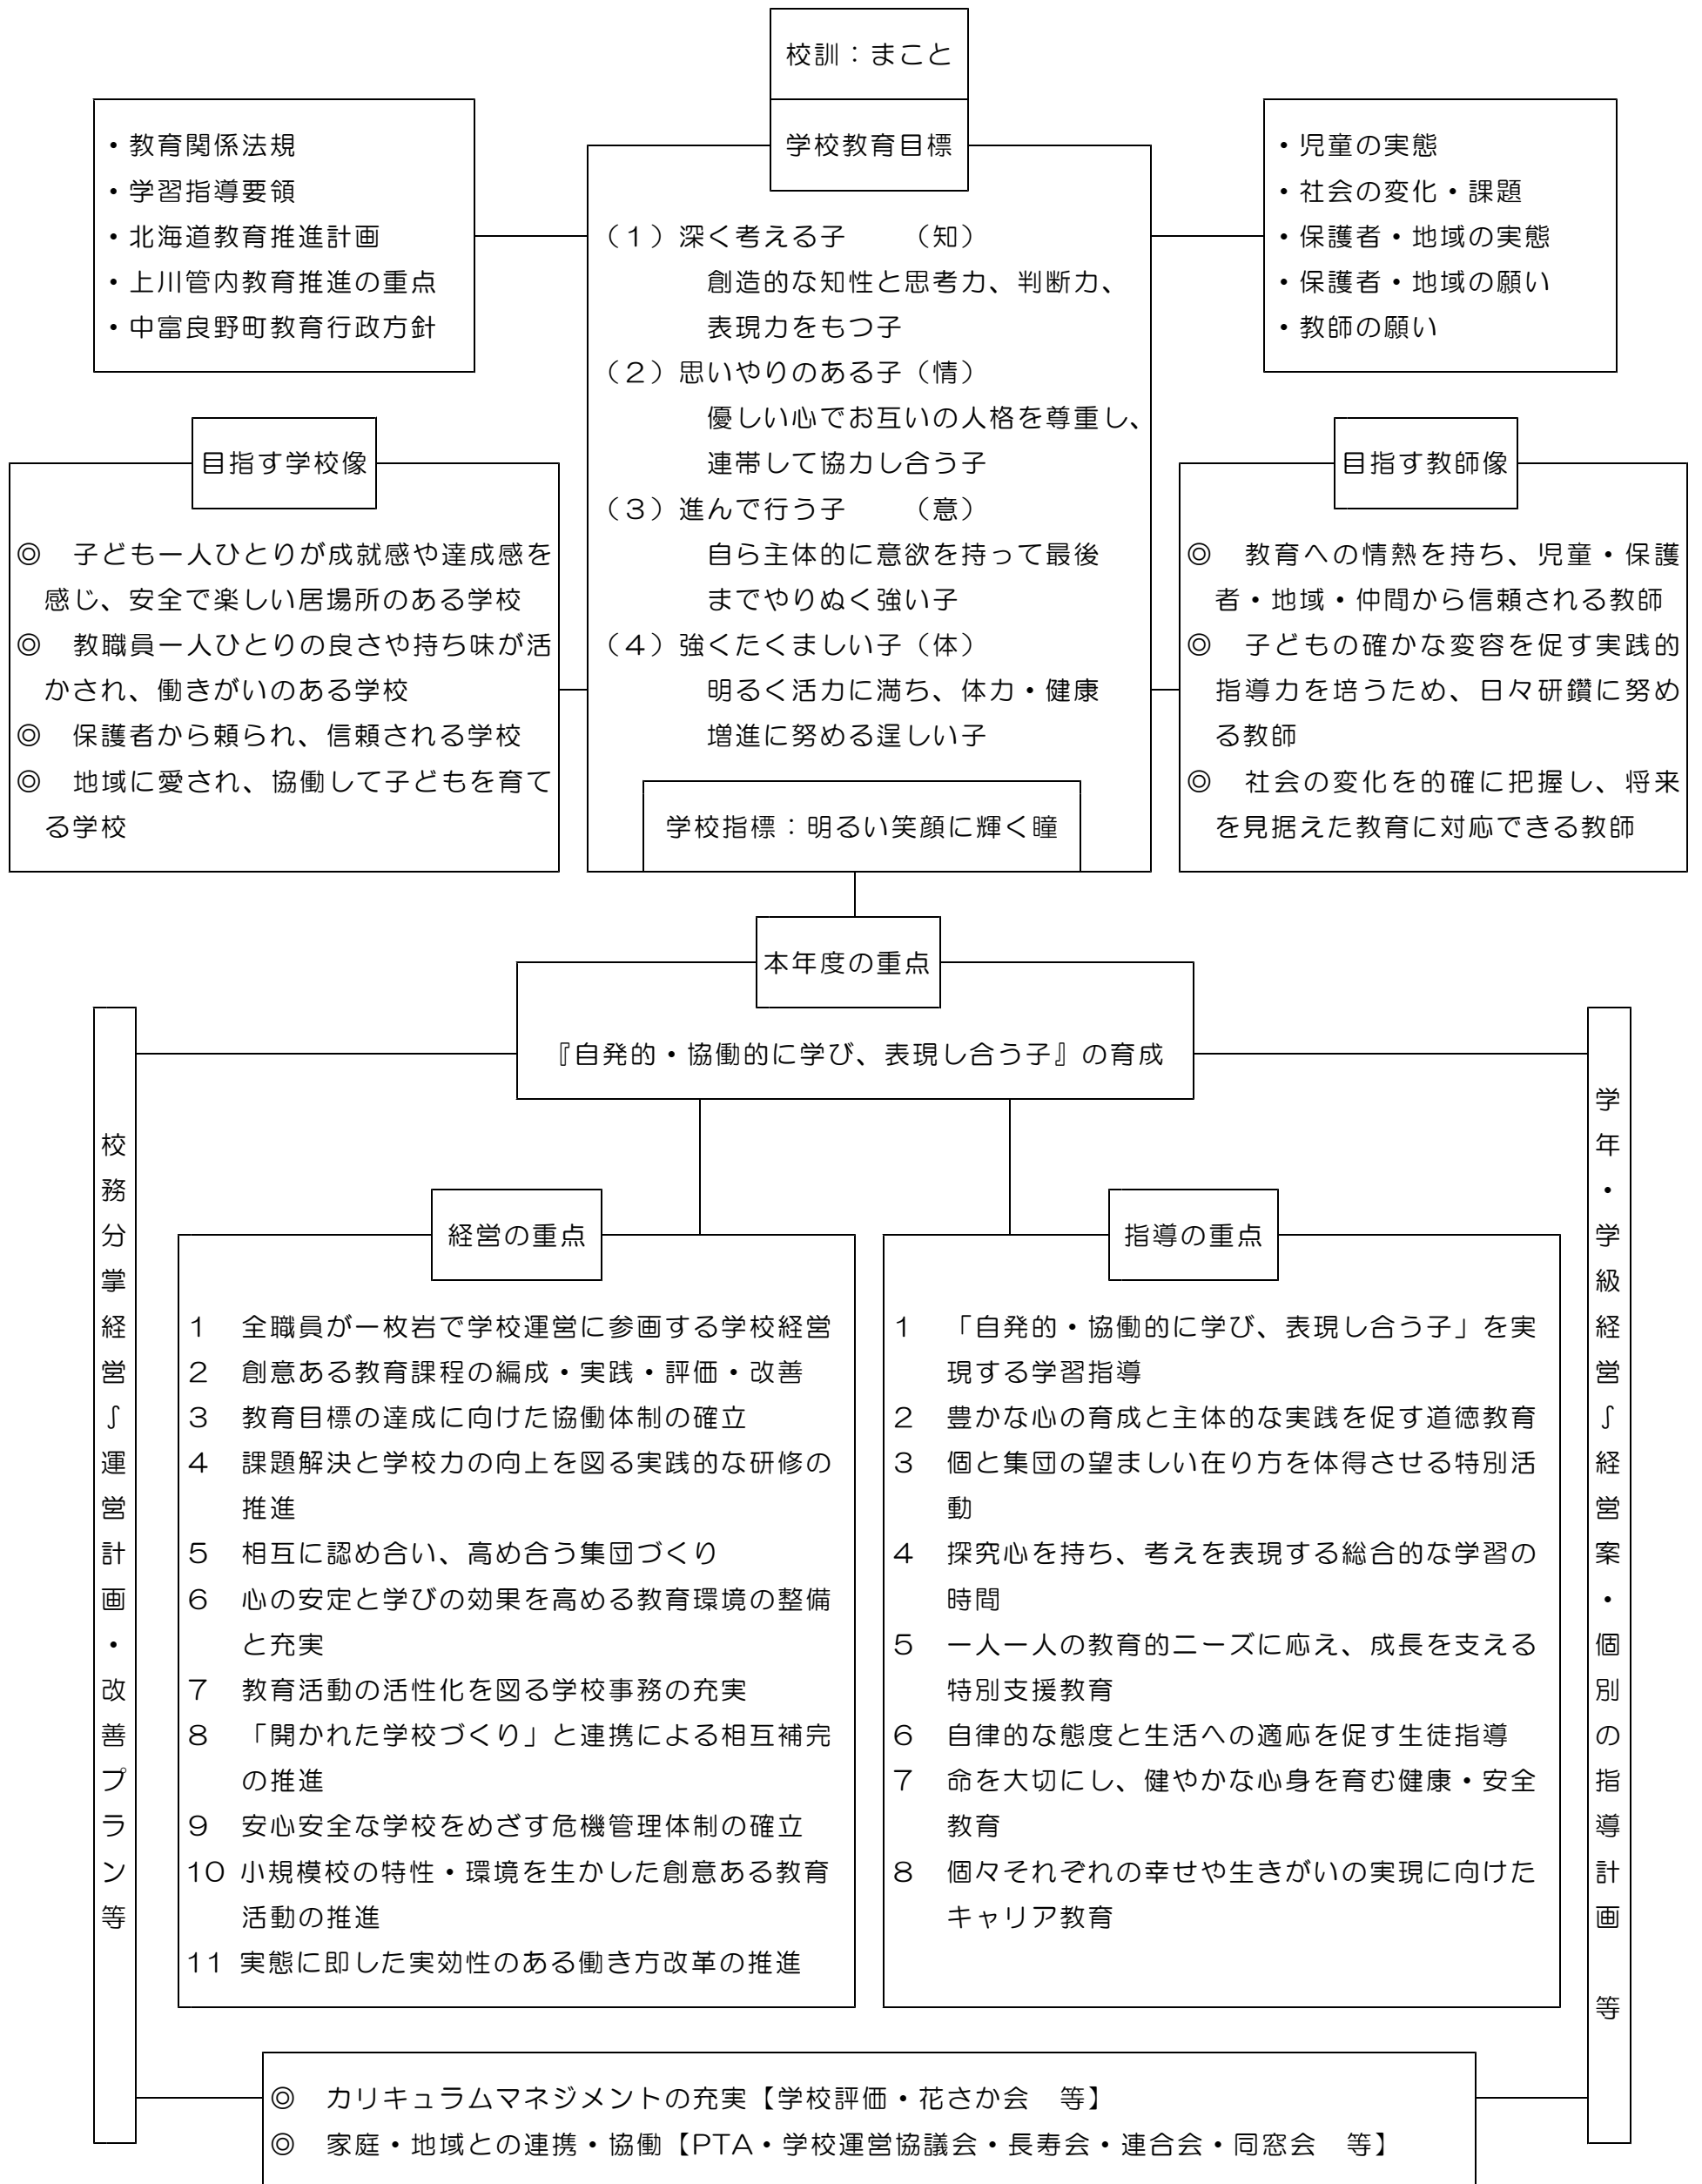 校訓：まこと
学校教育目標
・教育関係法規
・学習指導要領
・北海道教育推進計画
・上川管内教育推進の重点
・中富良野町教育行政方針
（１）深く考える子　　（知）
創造的な知性と思考力、判断力、
表現力をもつ子
（２）思いやりのある子（情）
優しい心でお互いの人格を尊重し、
連帯して協力し合う子
（３）進んで行う子　　（意）
自ら主体的に意欲を持って最後
までやりぬく強い子
（４）強くたくましい子（体）
明るく活力に満ち、体力・健康
増進に努める逞しい子
学校指標：明るい笑顔に輝く瞳
・児童の実態
・社会の変化・課題
・保護者・地域の実態
・保護者・地域の願い
・教師の願い
目指す学校像
◎　子ども一人ひとりが成就感や達成感を
感じ、安全で楽しい居場所のある学校
◎　教職員一人ひとりの良さや持ち味が活
かされ、働きがいのある学校
◎　保護者から頼られ、信頼される学校
◎　地域に愛され、協働して子どもを育て
る学校
目指す教師像
◎　教育への情熱を持ち、児童・保護
者・地域・仲間から信頼される教師
◎　子どもの確かな変容を促す実践的
指導力を培うため、日々研鑽に努め
る教師
◎　社会の変化を的確に把握し、将来
を見据えた教育に対応できる教師
本年度の重点
『自発的・協働的に学び、表現し合う子』の育成
校務分掌経営∫運営計画・改善プラン等
経営の重点
１　全職員が一枚岩で学校運営に参画する学校経営
２　創意ある教育課程の編成・実践・評価・改善
３　教育目標の達成に向けた協働体制の確立
４　課題解決と学校力の向上を図る実践的な研修の
推進
５　相互に認め合い、高め合う集団づくり
６　心の安定と学びの効果を高める教育環境の整備
と充実
７　教育活動の活性化を図る学校事務の充実
８　「開かれた学校づくり」と連携による相互補完
の推進
９　安心安全な学校をめざす危機管理体制の確立
10 小規模校の特性・環境を生かした創意ある教育
活動の推進
11 実態に即した実効性のある働き方改革の推進
指導の重点
１　「自発的・協働的に学び、表現し合う子」を実
現する学習指導
２　豊かな心の育成と主体的な実践を促す道徳教育
３　個と集団の望ましい在り方を体得させる特別活
動
４　探究心を持ち、考えを表現する総合的な学習の
時間
５　一人一人の教育的ニーズに応え、成長を支える
特別支援教育
６　自律的な態度と生活への適応を促す生徒指導
７　命を大切にし、健やかな心身を育む健康・安全
教育
８　個々それぞれの幸せや生きがいの実現に向けた
キャリア教育
学年・学級経営∫経営案・個別の指導計画　等
◎　カリキュラムマネジメントの充実【学校評価・花さか会　等】
◎　家庭・地域との連携・協働【PTA・学校運営協議会・長寿会・連合会・同窓会　等】